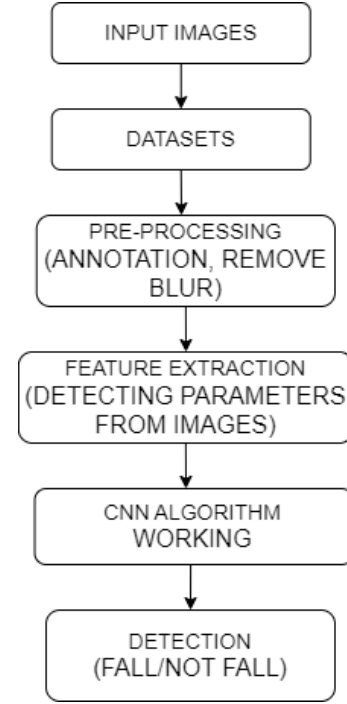 INPUT IMAGES
DATASETS
PRE-PROCESSING
(ANNOTATION, REMOVE
BLUR)
FEATURE EXTRACTION
(DETECTING PARAMETERS
FROM IMAGES)
CNN ALGORITHM
WORKING
DETECTION
(FALL/NOT FALL)